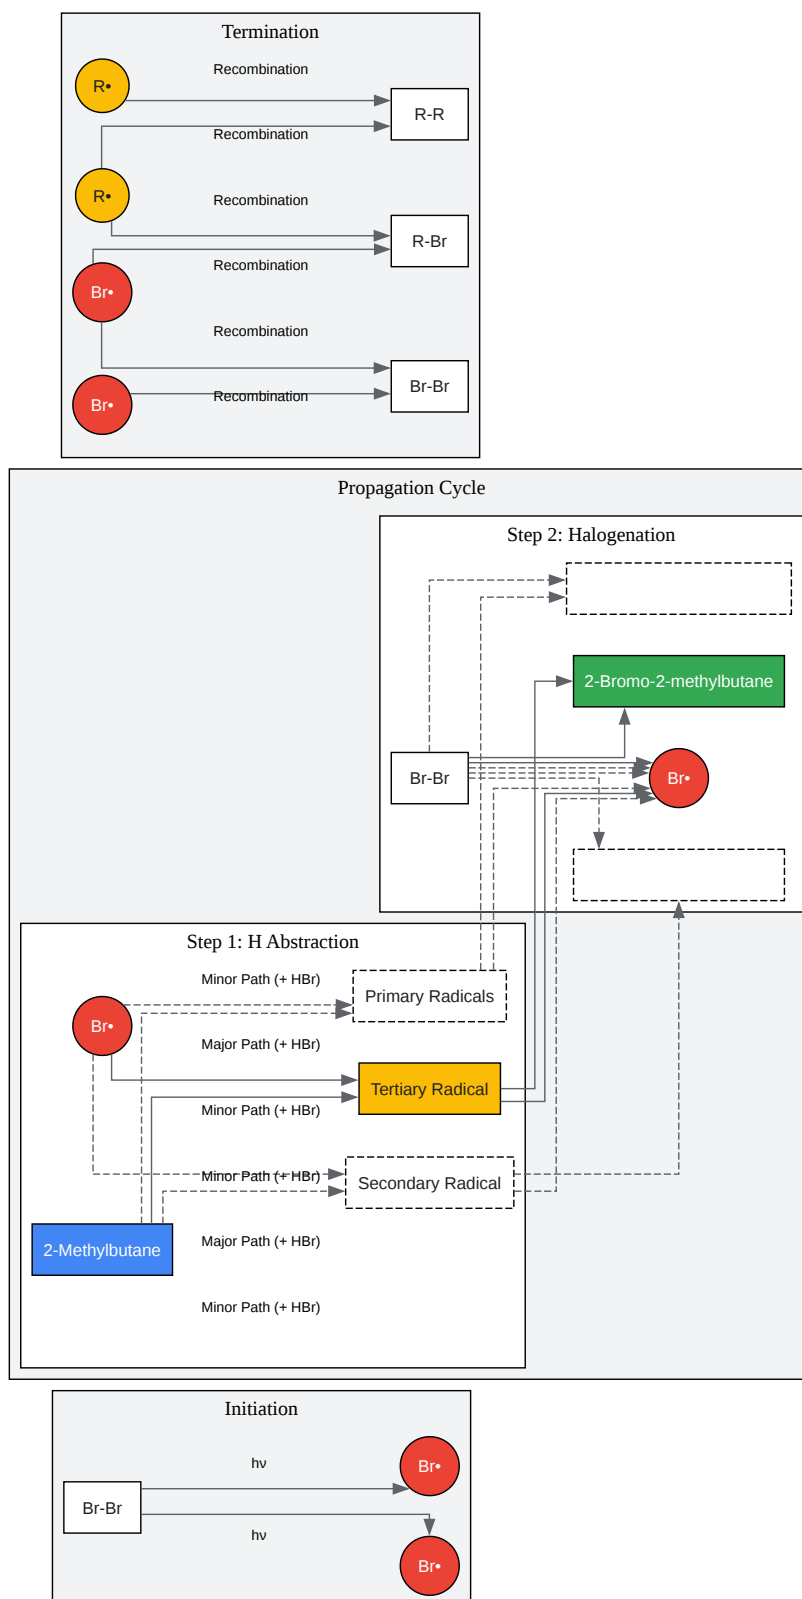 Termination
Recombination
R•
R-R
Recombination
R•
Recombination
R-Br
Recombination
Br•
Recombination
Br-Br
Recombination
Br•
Propagation Cycle
Step 2: Halogenation
2-Bromo-2-methylbutane
Br-Br
Br•
Step 1: H Abstraction
Minor Path (+ HBr)
Primary Radicals
Br•
Major Path (+ HBr)
Tertiary Radical
Minor Path (+ HBr)
Minor Path (+ HBr)
Secondary Radical
Major Path (+ HBr)
2-Methylbutane
Minor Path (+ HBr)
Initiation
hν
Br•
Br-Br
hν
Br•